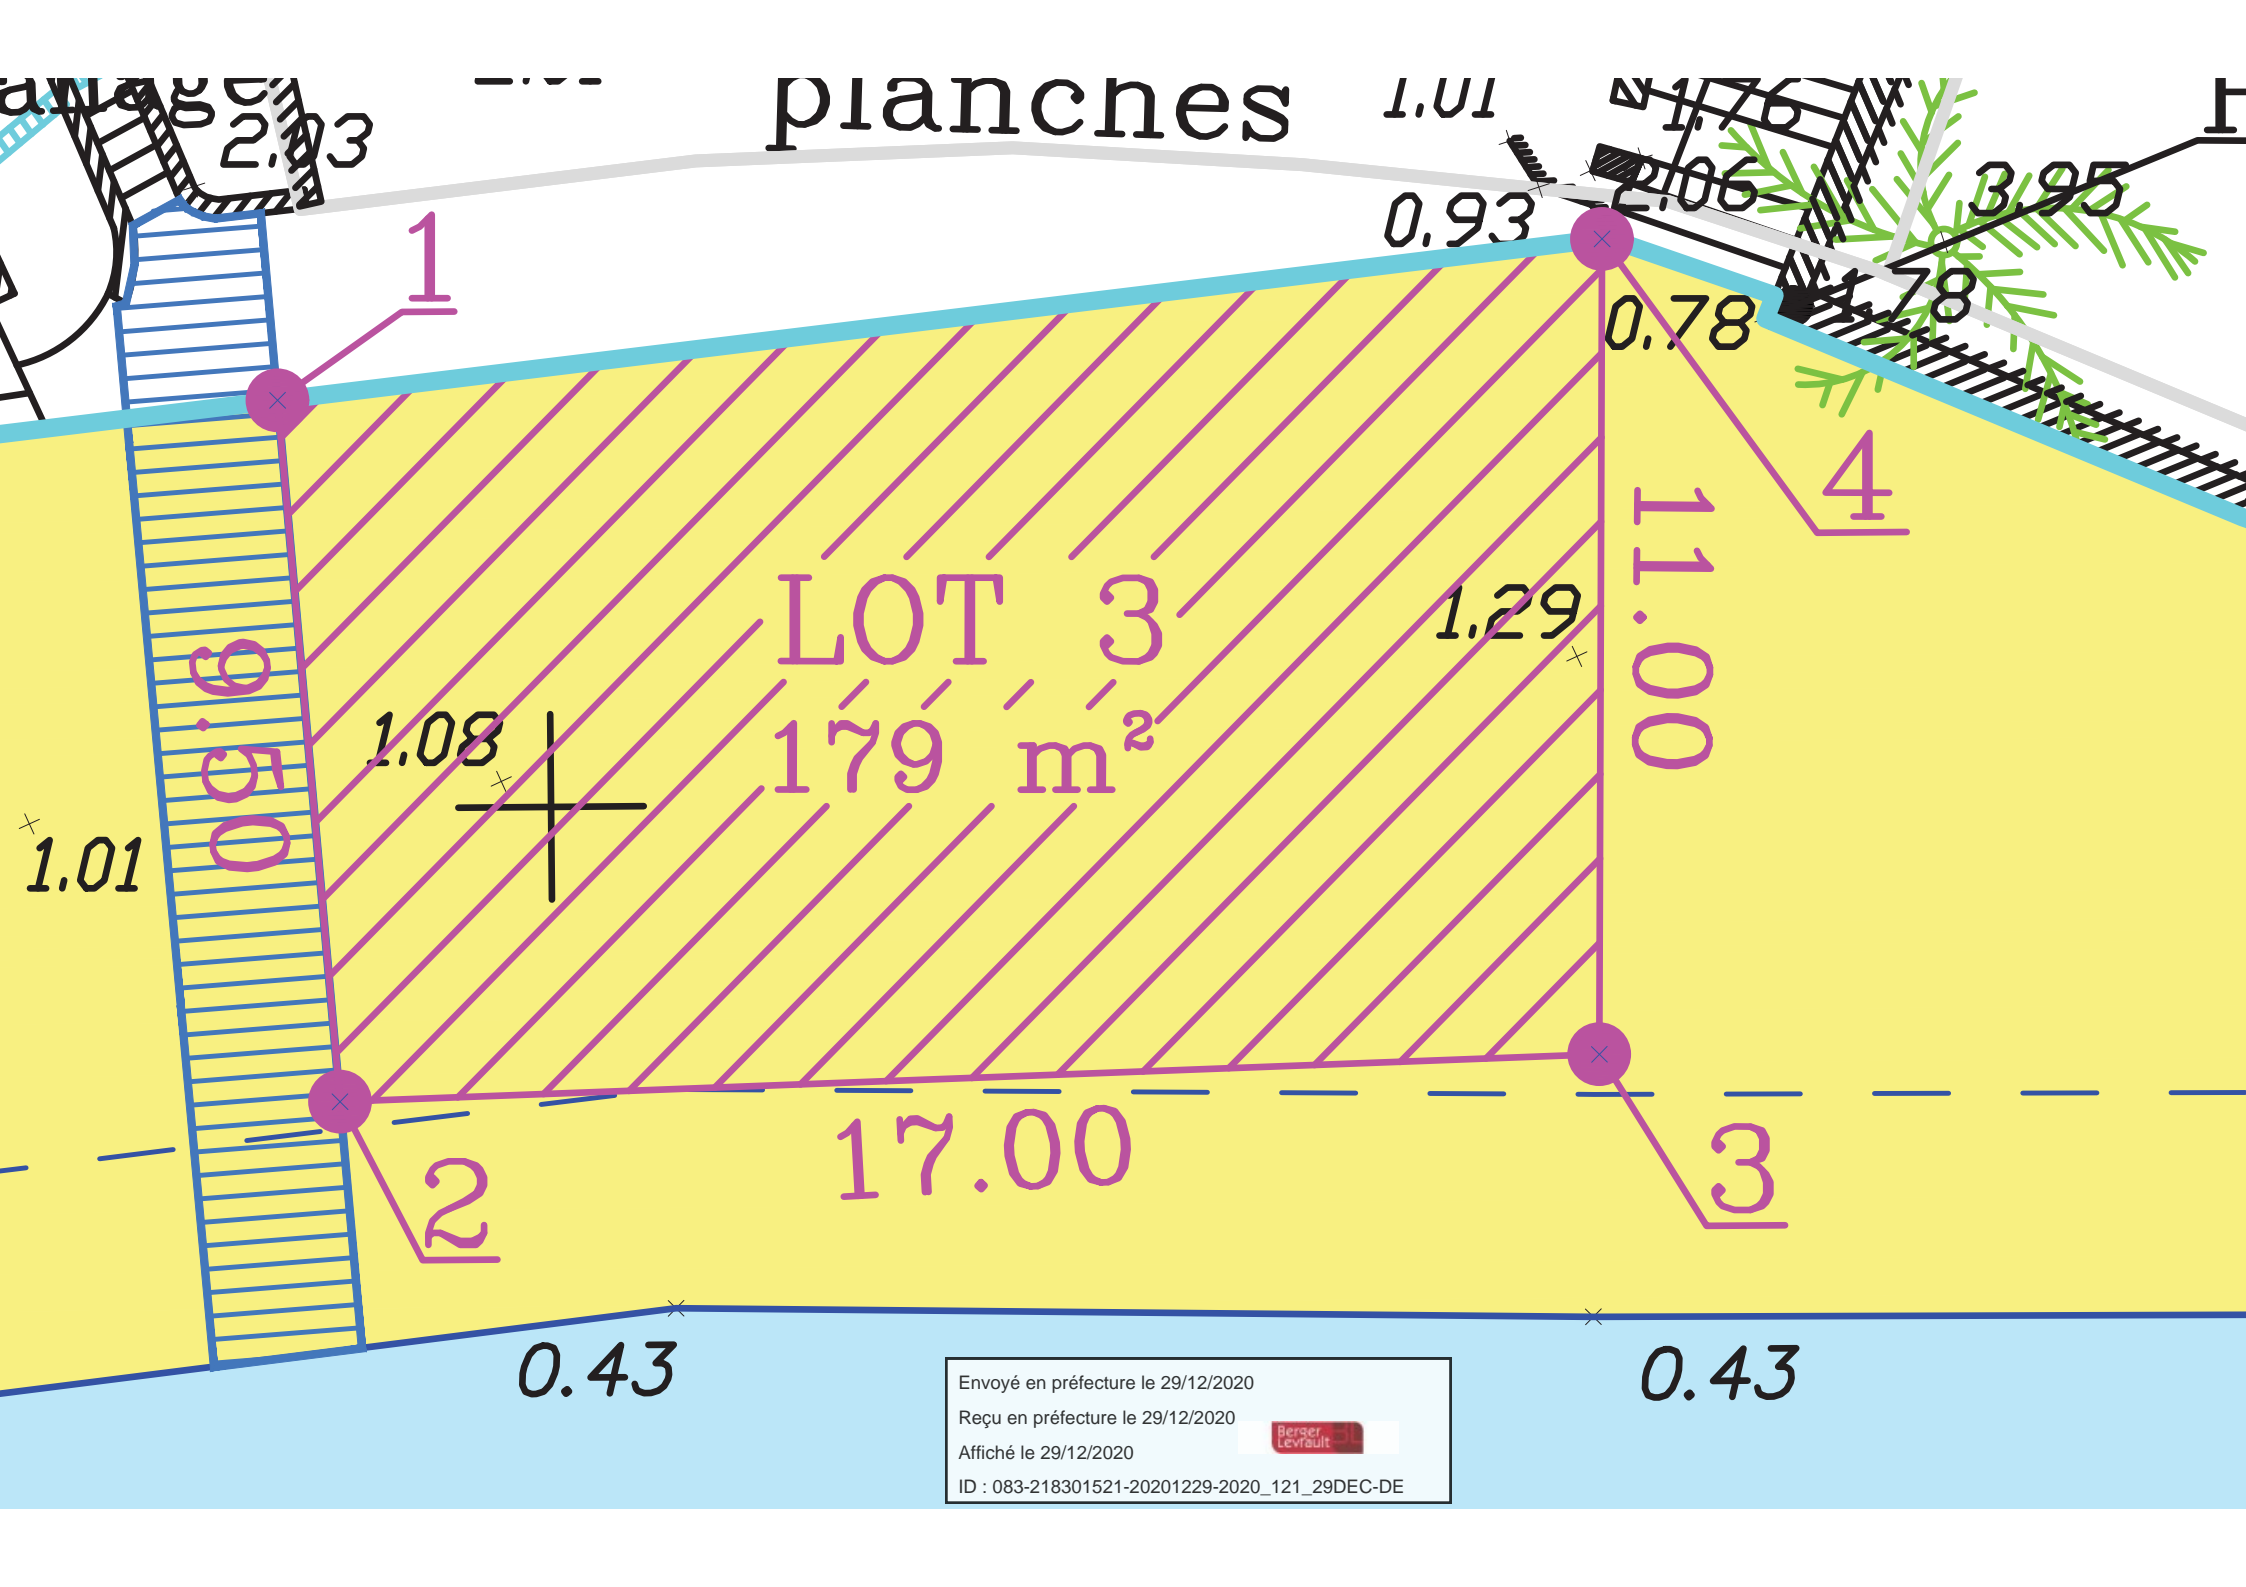 planches
1.01
1.76
2.03
2.06
3.95
0.93
1
0.78
1.78
4
11.00
LOT 3
1.29
9.50
179 m²
1.08
1.01
17.00
2
3
0.43
0.43
Envoyé en préfecture le 29/12/2020
Reçu en préfecture le 29/12/2020
Berger
Levrault
BL
Affiché le 29/12/2020
ID : 083-218301521-20201229-2020_121_29DEC-DE